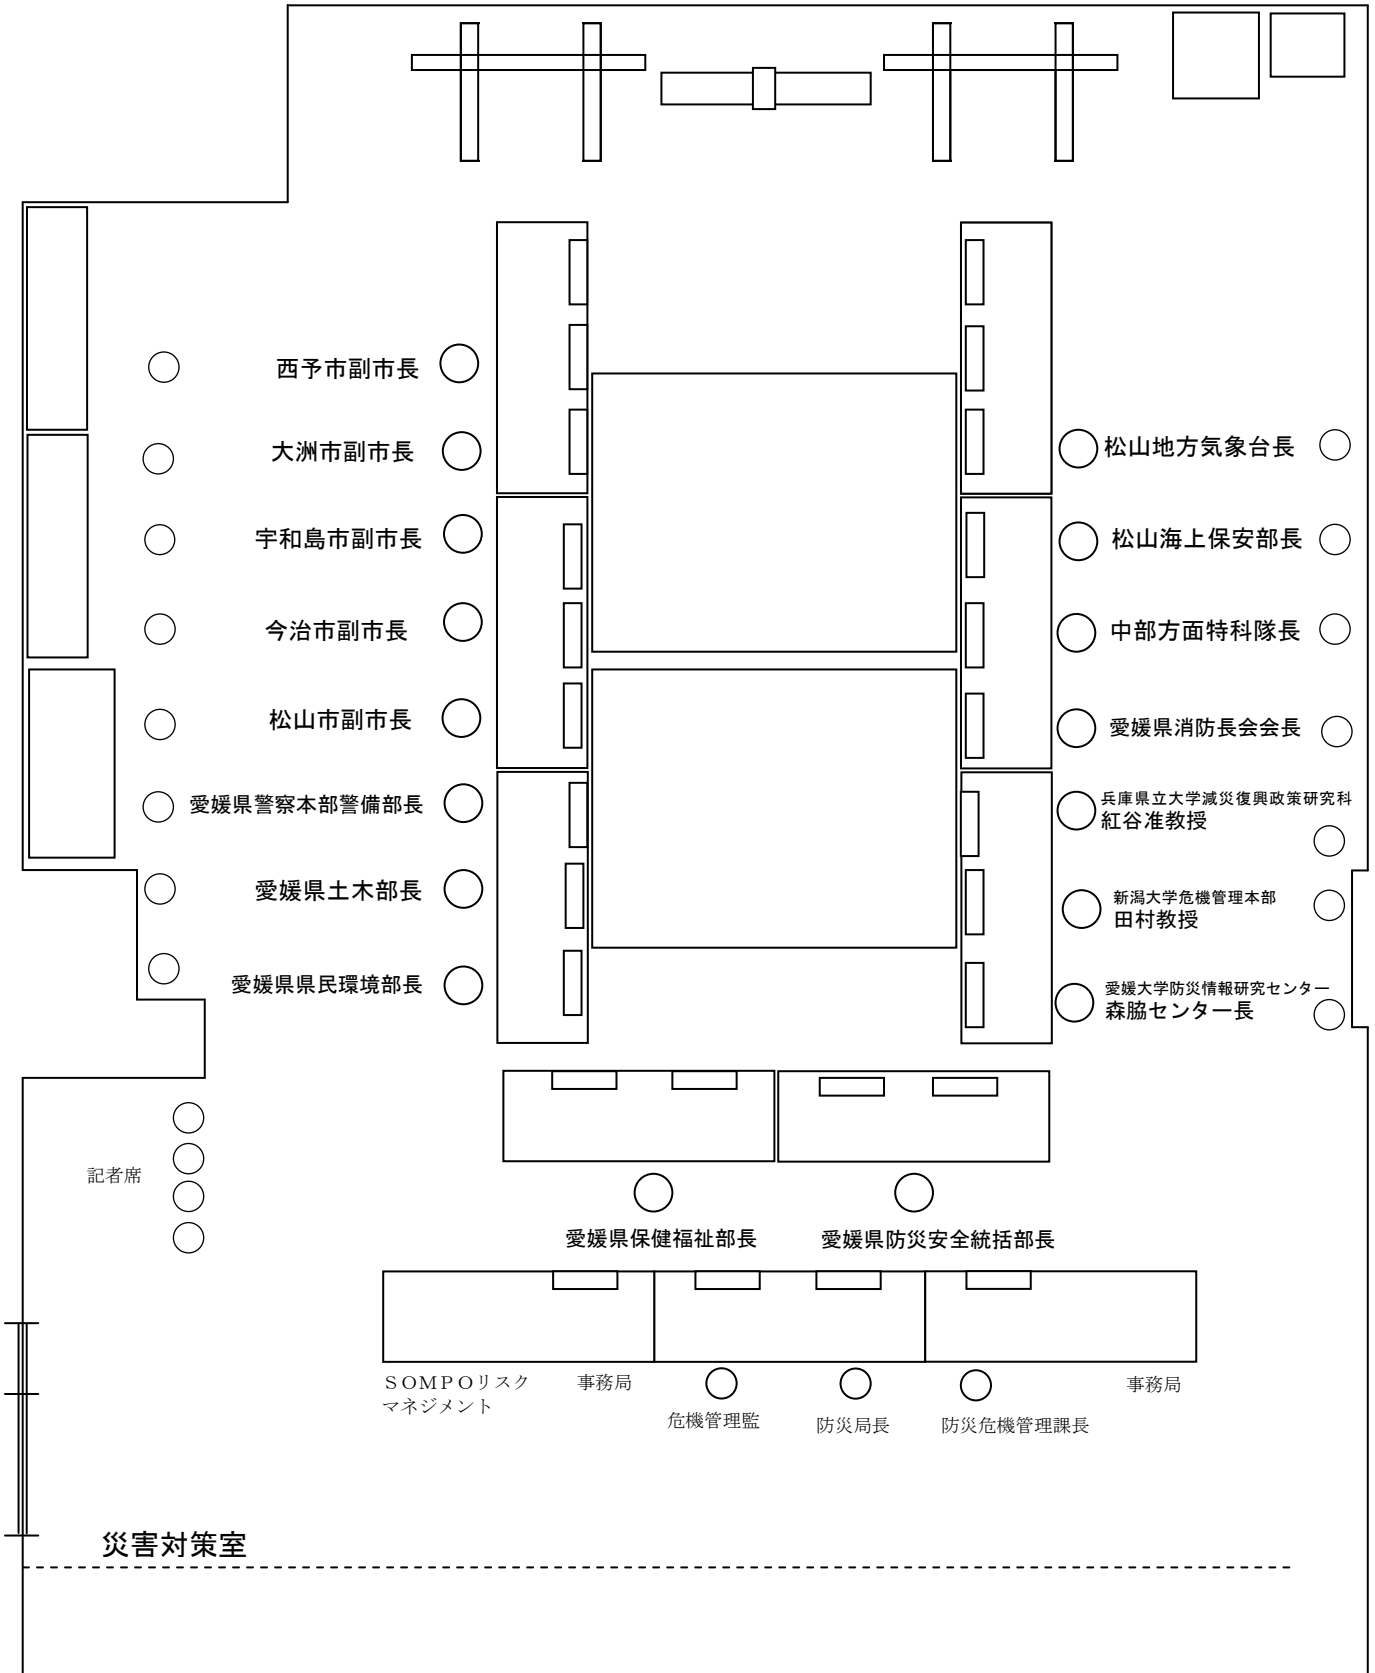 西予市副市長
大洲市副市長
宇和島市副市長
今治市副市長
松山市副市長
愛媛県警察本部警備部長
愛媛県土木部長
愛媛県県民環境部長
松山地方気象台長
松山海上保安部長
中部方面特科隊長
愛媛県消防長会会長
兵庫県立大学減災復興政策研究科
紅谷准教授
新潟大学危機管理本部
田村教授
愛媛大学防災情報研究センター
森脇センター長
記者席
愛媛県保健福祉部長
愛媛県防災安全統括部長
ＳＯＭＰＯリスク
マネジメント
事務局
危機管理監
防災局長
防災危機管理課長
事務局
災害対策室